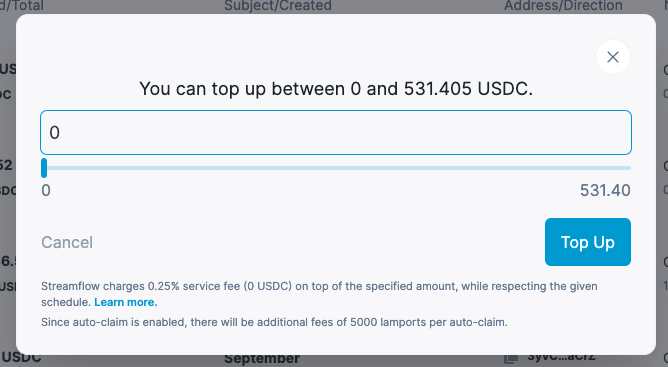 d/Total Subject/Created Address/Direction
You can top up between 0 and 531.405 USDC.
0
0 531.40
Cancel Top Up
Streamflow charges 0.25% service fee (0 USDC) on top of the specified amount, while respecting the given
schedule. Learn more.
Since auto-claim is enabled, there will be additional fees of 5000 lamports per auto-claim.
USDC September